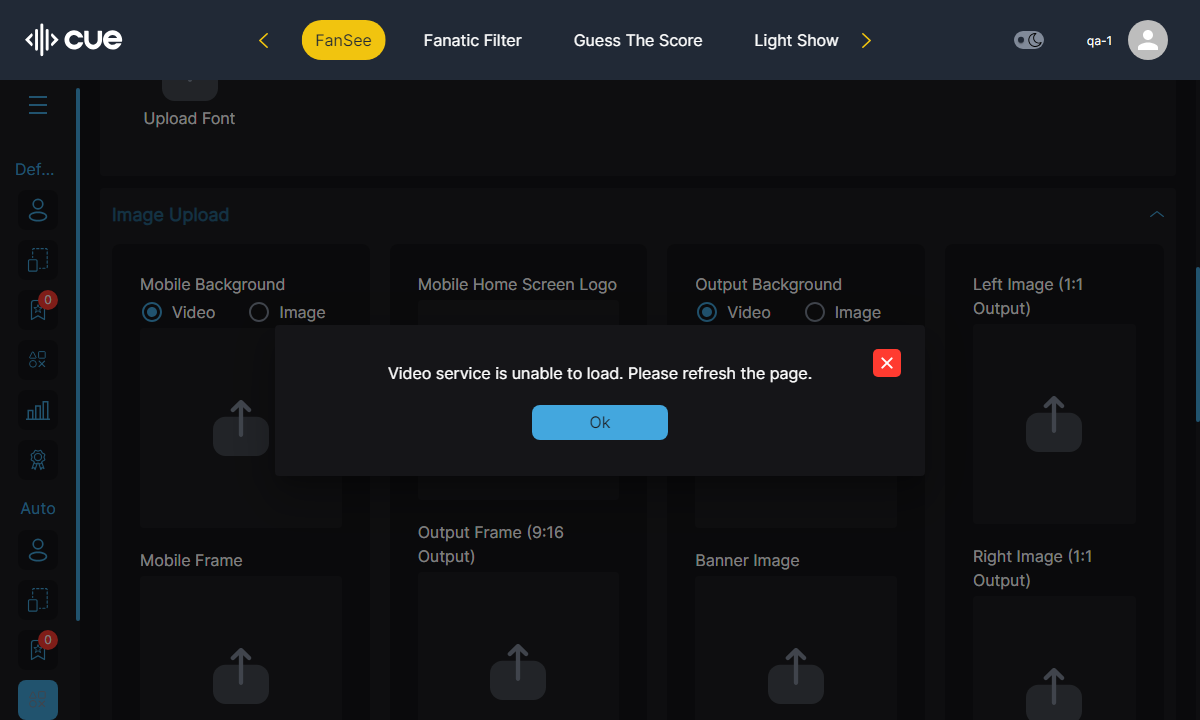 cue
FanSee
Fanatic Filter
Guess The Score
Light Show
qa-1
Upload Font
Def...
Image Upload
Mobile Background
Video
Image
Mobile Home Screen Logo
Output Background
Video
Image
Left Image (1:1
Output)
0
Video service is unable to load. Please refresh the page.
Ok
Auto
Mobile Frame
Output Frame (9:16
Output)
Banner Image
Right Image (1:1
Output)
0